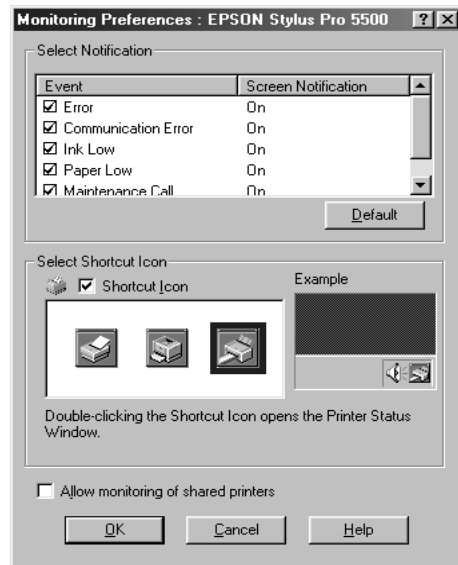 Monitoring Preferences : EPSON Stylus Pro 5500
Select Notification
Event Screen Notification
Error On
Communication Error On
Ink Low On
Paper Low On
Maintenance Call On
Default
Select Shortcut Icon
Shortcut Icon
Example
Double-clicking the Shortcut Icon opens the Printer Status
Window.
Allow monitoring of shared printers
OK Cancel Help